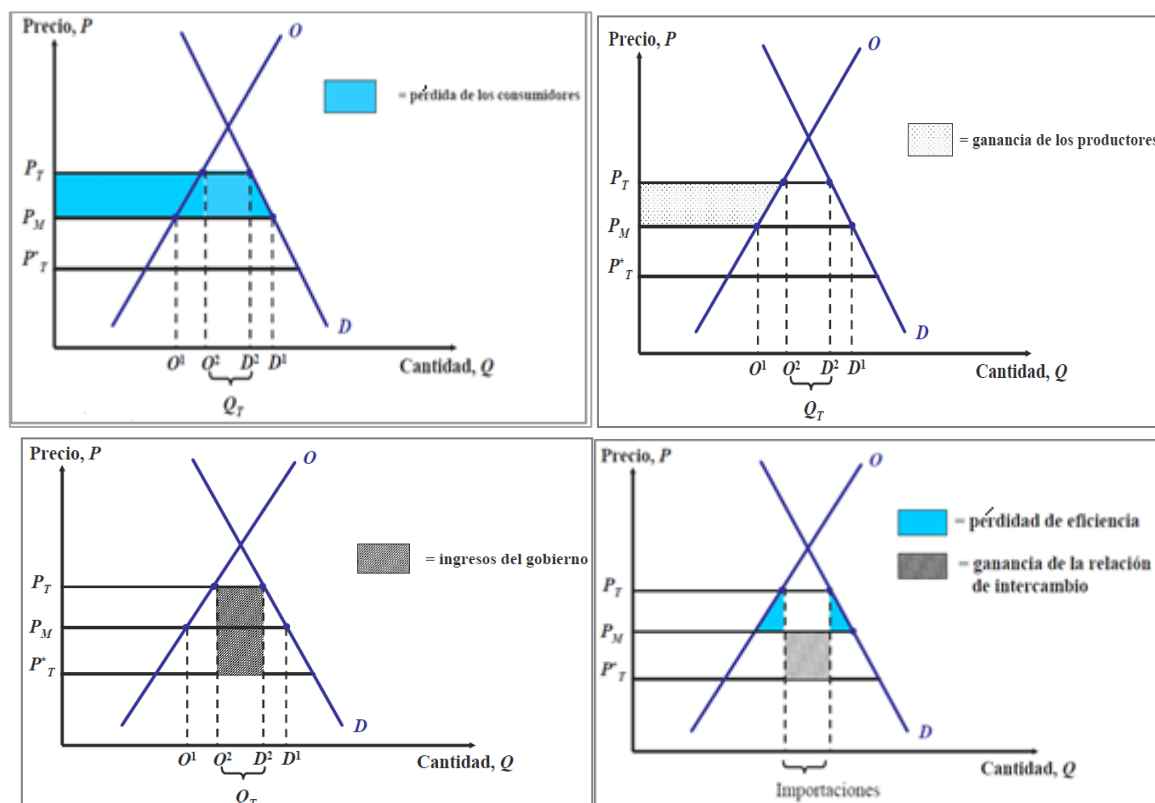 Precio, P
O
= pérdida de los consumidores
P_T
P_M
P*_T
D
O¹ O² D² D¹
Cantidad, Q
Q_T
Precio, P
O
= ganancia de los productores
P_T
P_M
P*_T
D
O¹ O² D² D¹
Cantidad, Q
Q_T
Precio, P
O
= ingresos del gobierno
P_T
P_M
P*_T
D
O¹ O² D² D¹
Cantidad, Q
Q_T
Precio, P
O
= pérdidad de eficiencia
= ganancia de la relación
de intercambio
P_T
P_M
P*_T
D
Cantidad, Q
Importaciones